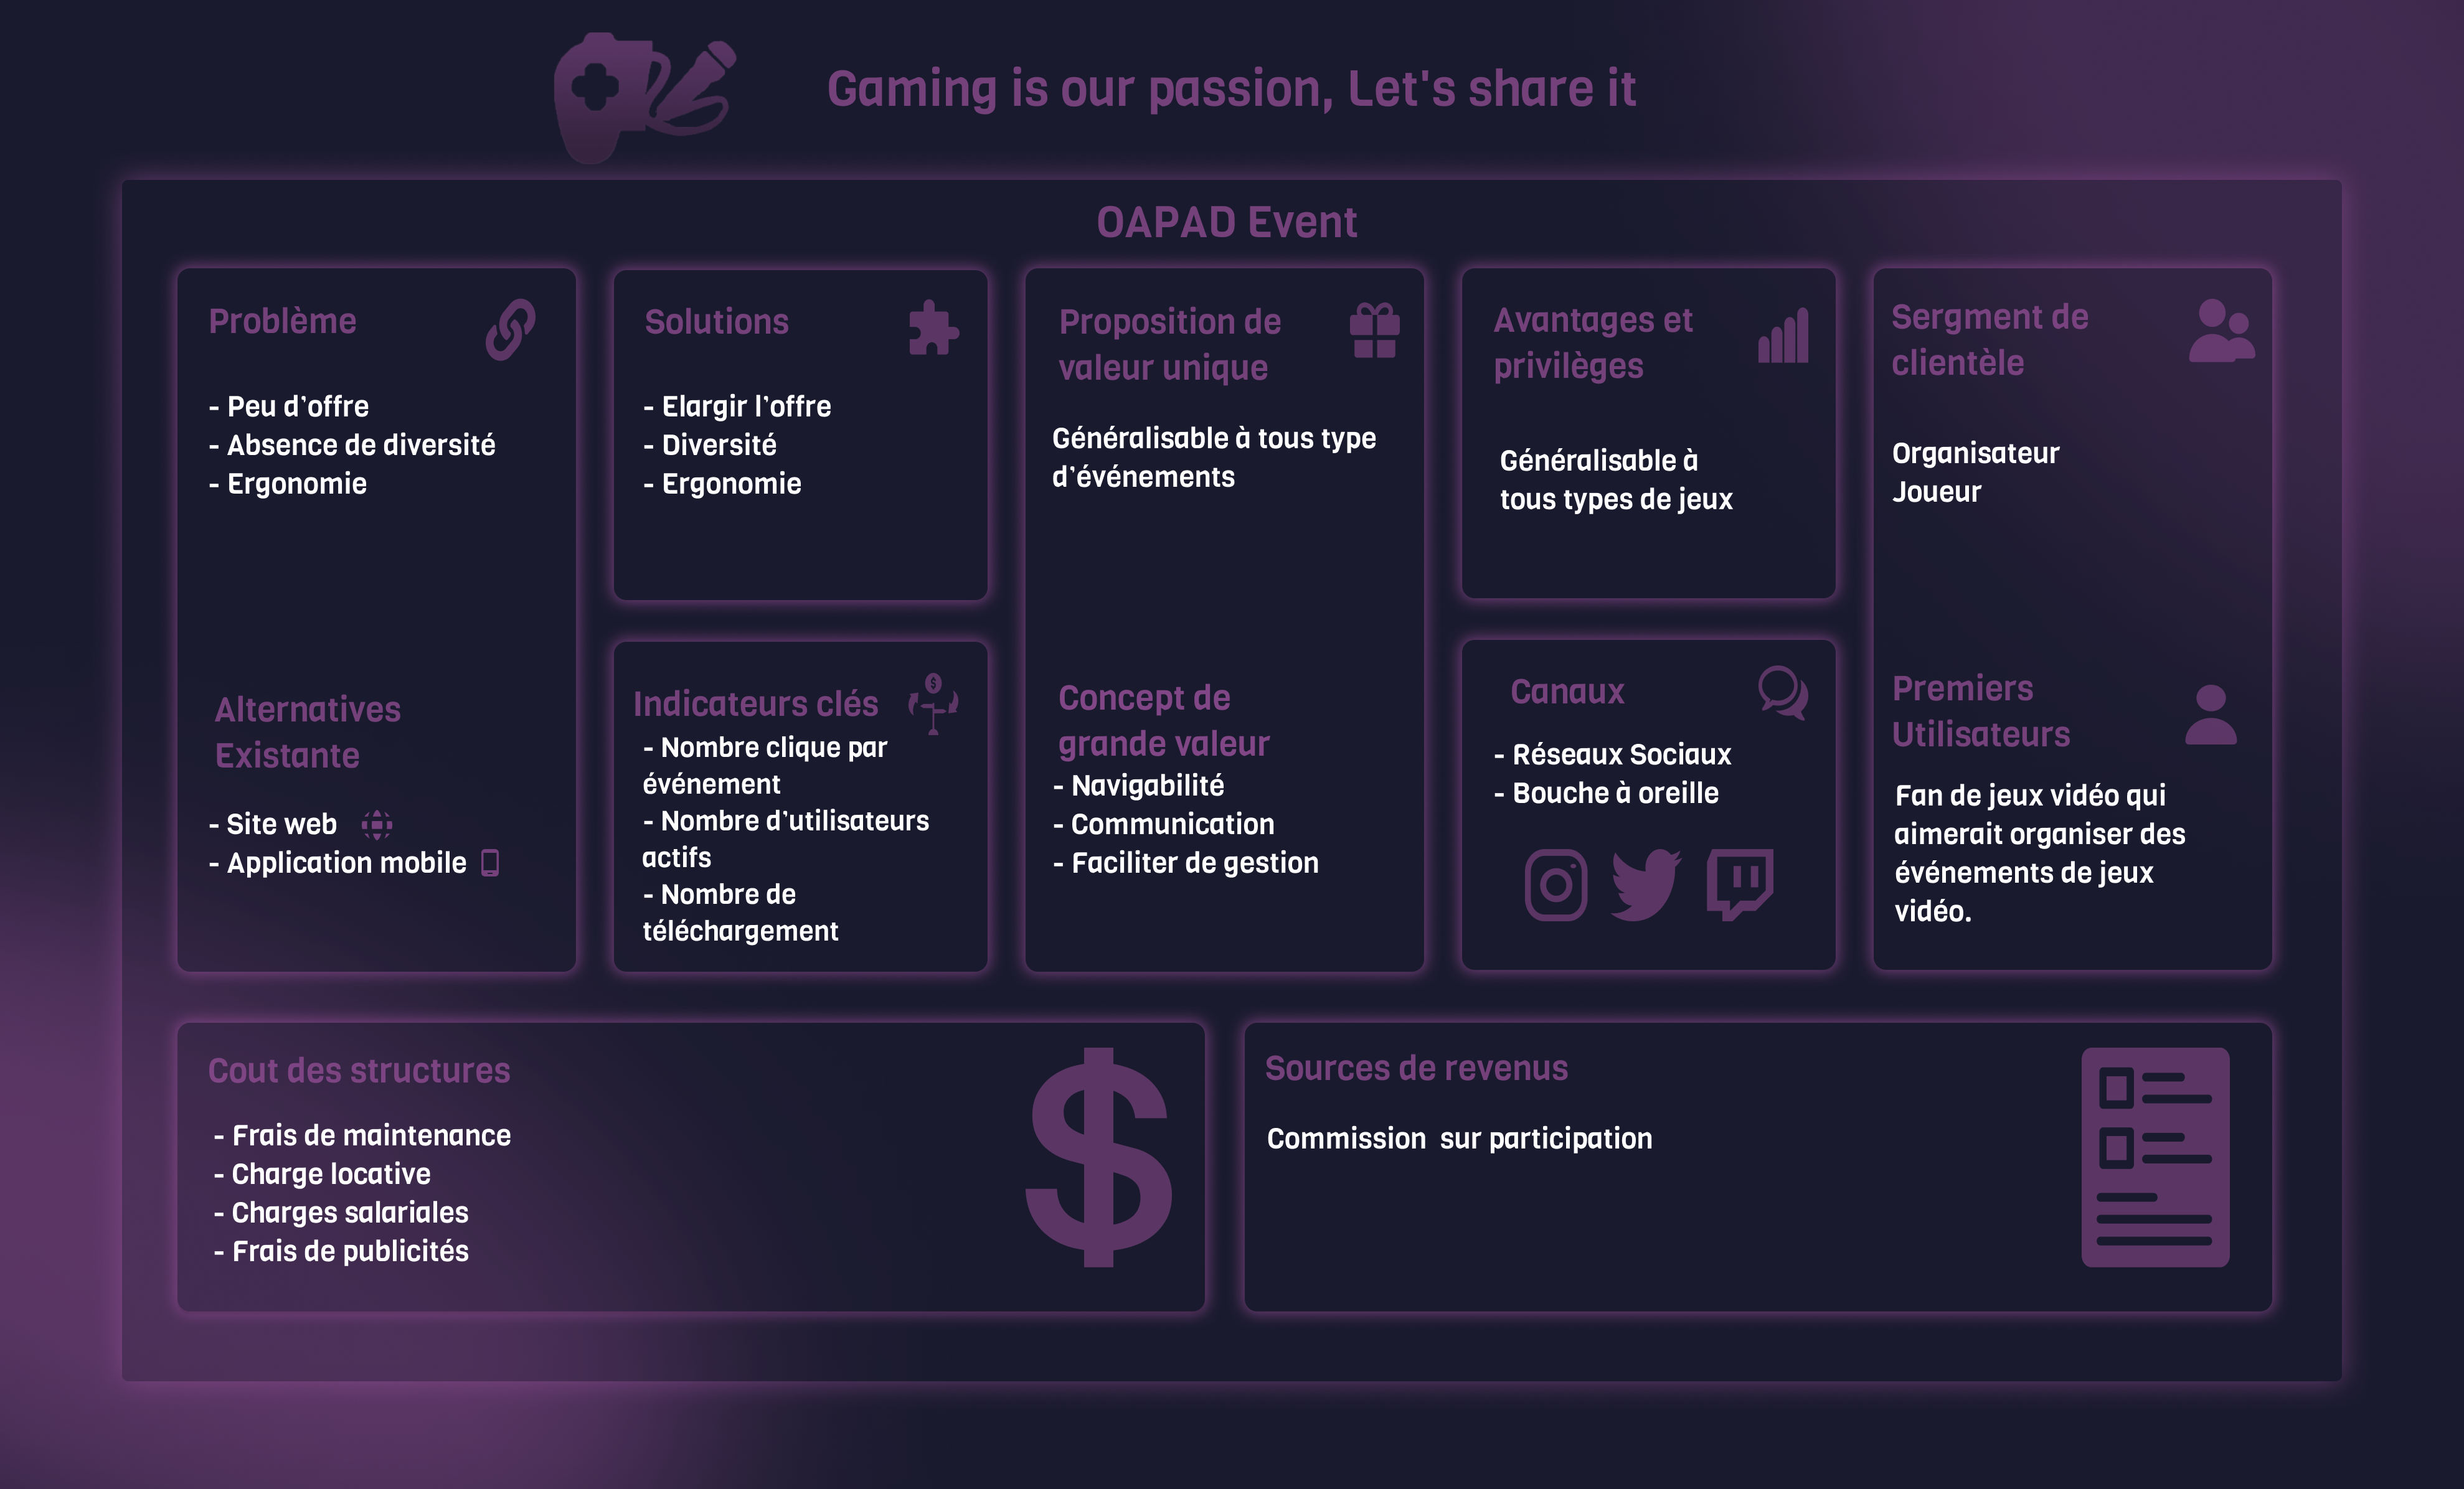 Gaming is our passion, Let's share it
OAPAD Event
Problème
- Peu d'offre
- Absence de diversité
- Ergonomie
Alternatives
Existante
- Site web
- Application mobile
Solutions
- Elargir l'offre
- Diversité
- Ergonomie
Indicateurs clés
- Nombre clique par
événement
- Nombre d'utilisateurs
actifs
- Nombre de
téléchargement
Proposition de
valeur unique
Généralisable à tous type
d'événements
Concept de
grande valeur
- Navigabilité
- Communication
- Faciliter de gestion
Avantages et
privilèges
Généralisable à
tous types de jeux
Canaux
- Réseaux Sociaux
- Bouche à oreille
Sergment de
clientèle
Organisateur
Joueur
Premiers
Utilisateurs
Fan de jeux vidéo qui
aimerait organiser des
événements de jeux
vidéo.
Cout des structures
- Frais de maintenance
- Charge locative
- Charges salariales
- Frais de publicités
Sources de revenus
Commission  sur participation